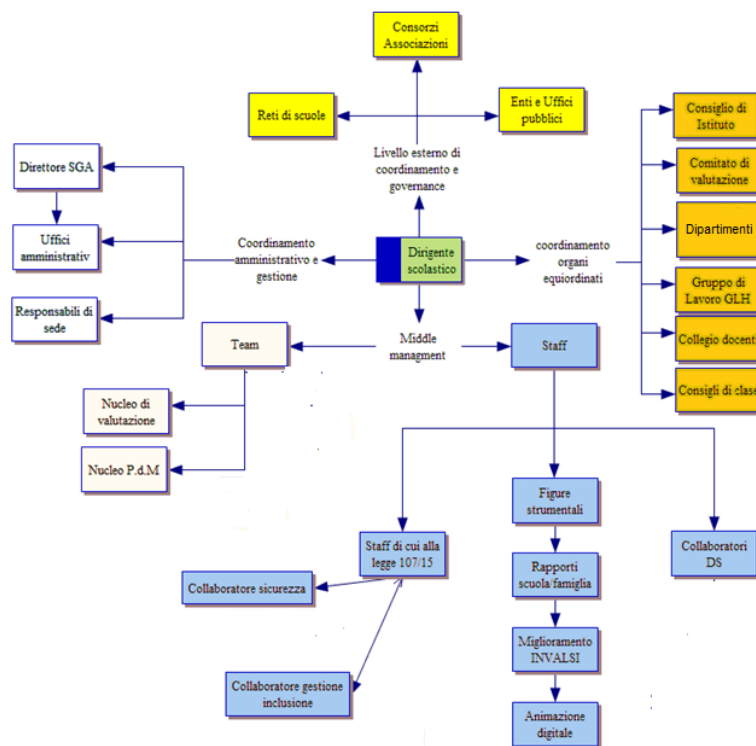 Consorzi
Associazioni
Reti di scuole
Enti e Uffici
pubblici
Livello esterno di
coordinamento e
governance
Direttore SGA
Uffici
amministrativ
Responsabili di
sede
Coordinamento
amministrativo e
gestione
Dirigente
scolastico
coordinamento
organi
equiordinati
Consiglio di
Istituto
Comitato di
valutazione
Dipartimenti
Gruppo di
Lavoro GLH
Collegio docenti
Consigli di clase
Middle
managment
Team
Staff
Nucleo di
valutazione
Nucleo P.d.M
Staff di cui alla
legge 107/15
Collaboratore sicurezza
Collaboratore gestione
inclusione
Figure
strumentali
Rapporti
scuola/famiglia
Miglioramento
INVALSI
Animazione
digitale
Collaboratori
DS